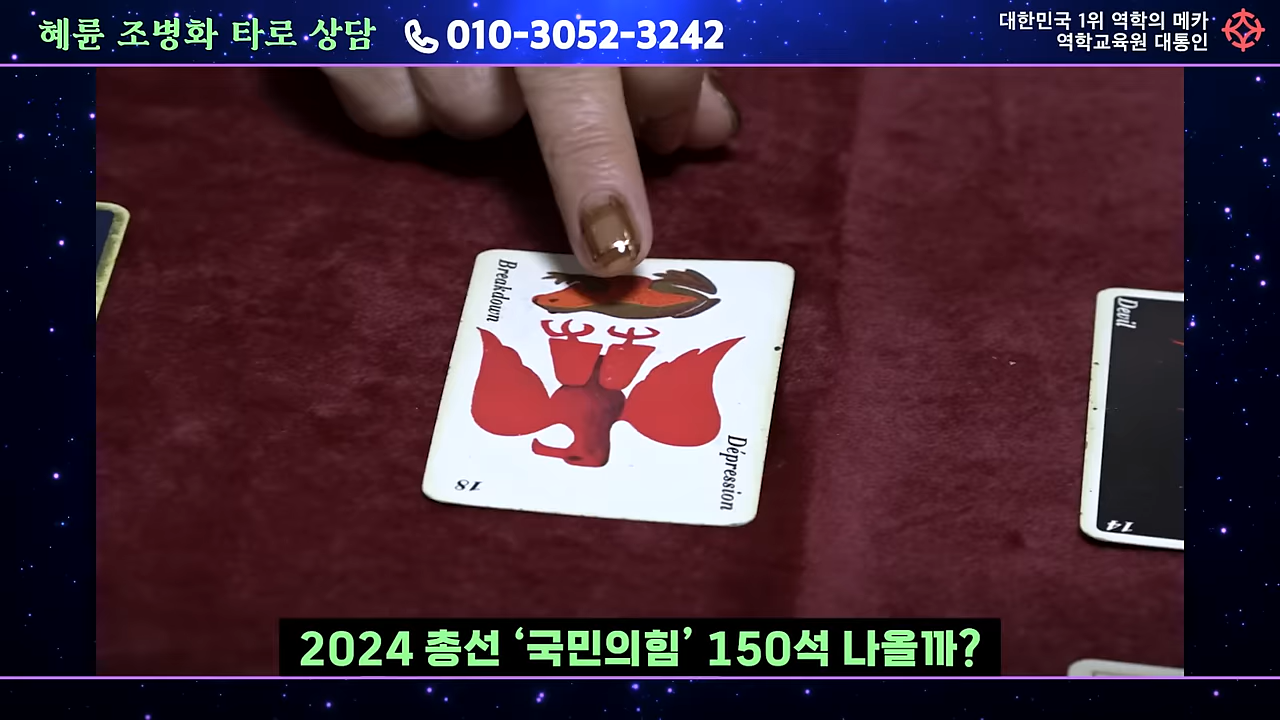 혜륜 조병화 타로 상담
010-3052-3242
대한민국 1위 역학의 메카
역학교육원 대통인
Breakdown
Dépression
18
Devil
14
2024 총선 ‘국민의힘’ 150석 나올까?